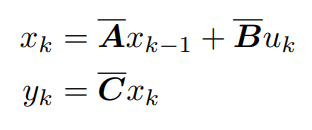 x_k = \overline{A}x_{k-1} + \overline{B}u_k
y_k = \overline{C}x_k